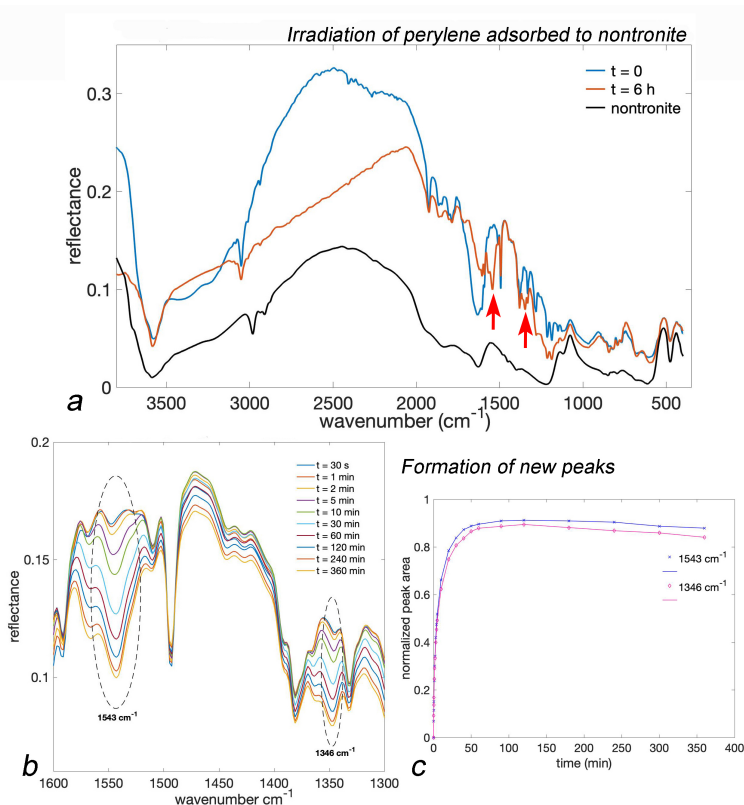 Irradiation of perylene adsorbed to nontronite
t = 0
t = 6 h
nontronite
0.3
0.2
0.1
0
reflectance
3500 3000 2500 2000 1500 1000 500
wavenumber (cm⁻¹)
a
0.2
0.15
0.1
reflectance
t = 30 s
t = 1 min
t = 2 min
t = 5 min
t = 10 min
t = 30 min
t = 60 min
t = 120 min
t = 240 min
t = 360 min
1543 cm⁻¹
1346 cm⁻¹
1600 1550 1500 1450 1400 1350 1300
wavenumber cm⁻¹
b
Formation of new peaks
1
0.8
0.6
0.4
0.2
0
normalized peak area
1543 cm⁻¹
1346 cm⁻¹
0 50 100 150 200 250 300 350 400
time (min)
c